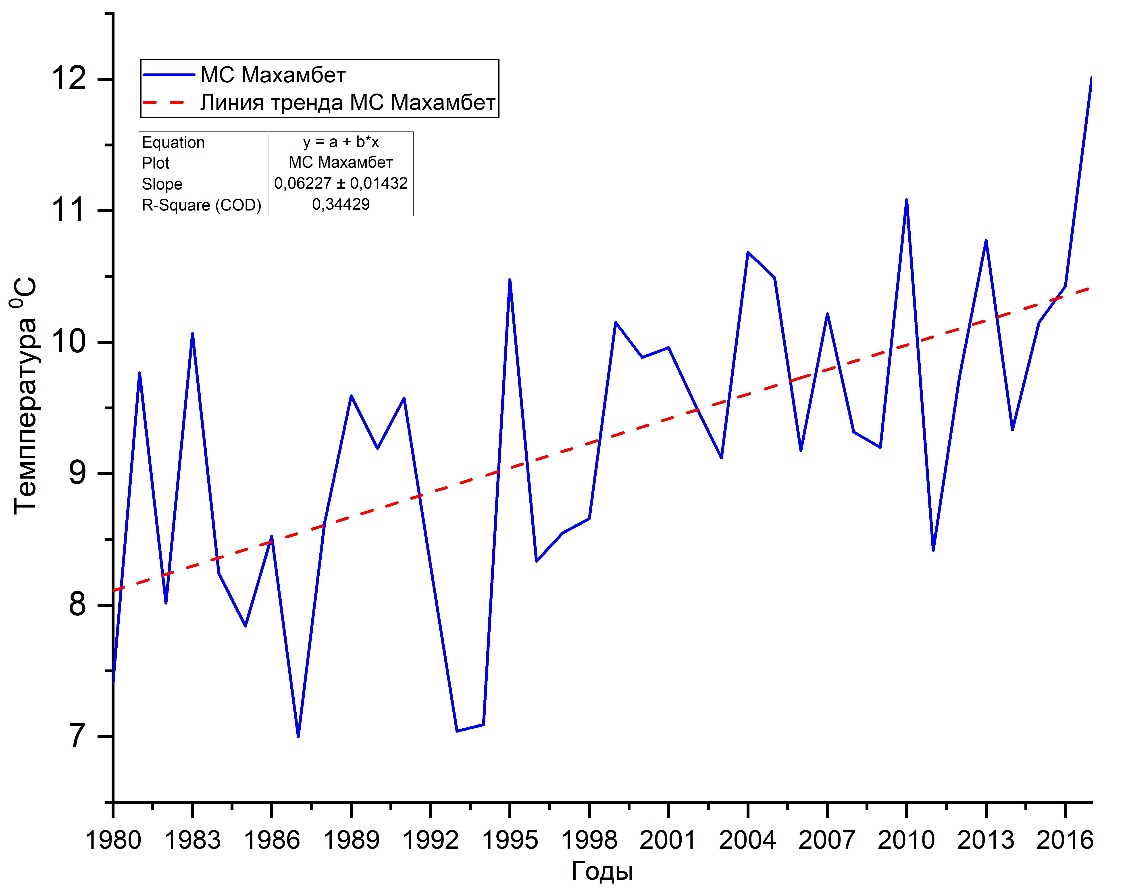 МС Махамбет
Линия тренда МС Махамбет
Equation y = a + b*x
Plot МС Махамбет
Slope 0,06227 ± 0,01432
R-Square (COD) 0,34429
Температура ⁰C
12
11
10
9
8
7
1980 1983 1986 1989 1992 1995 1998 2001 2004 2007 2010 2013 2016
Годы